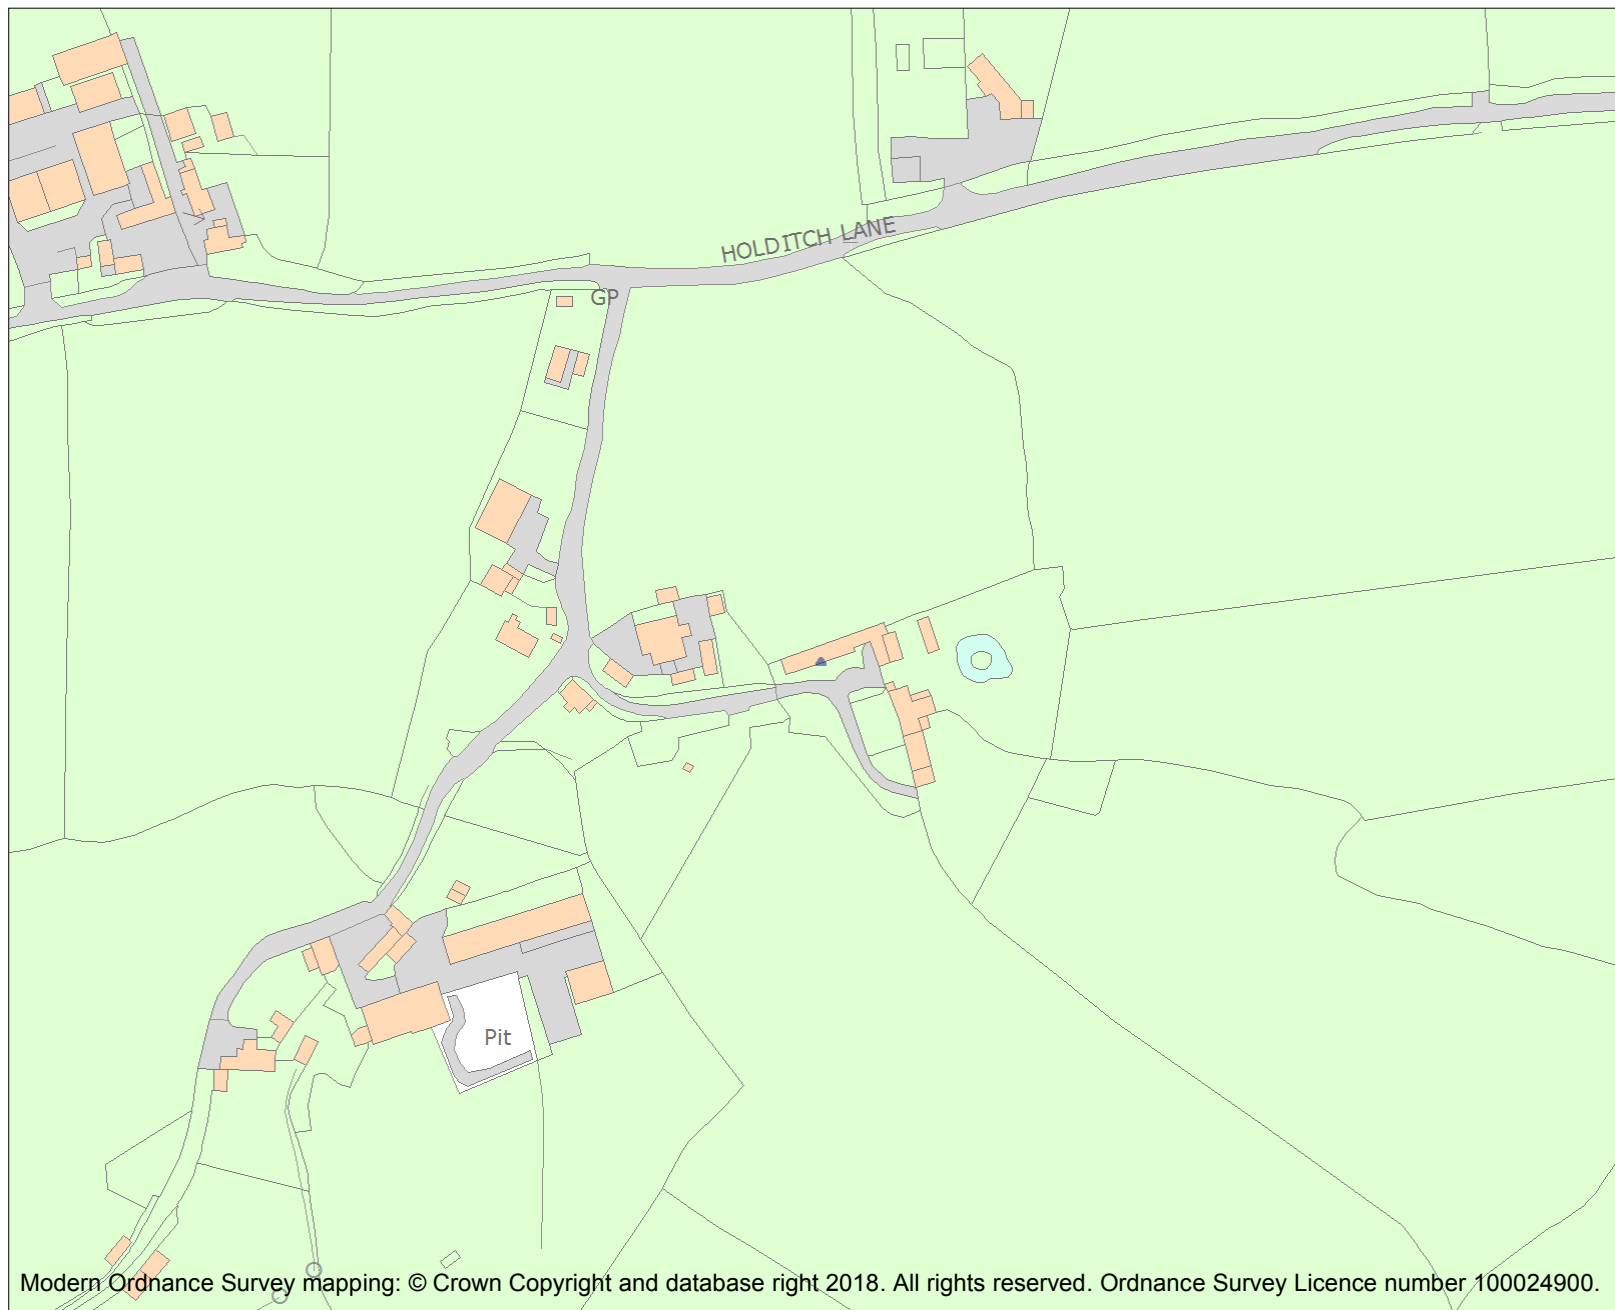 HOLDITCH LANE
GP
Pit
Modern Ordnance Survey mapping: © Crown Copyright and database right 2018. All rights reserved. Ordnance Survey Licence number 100024900.